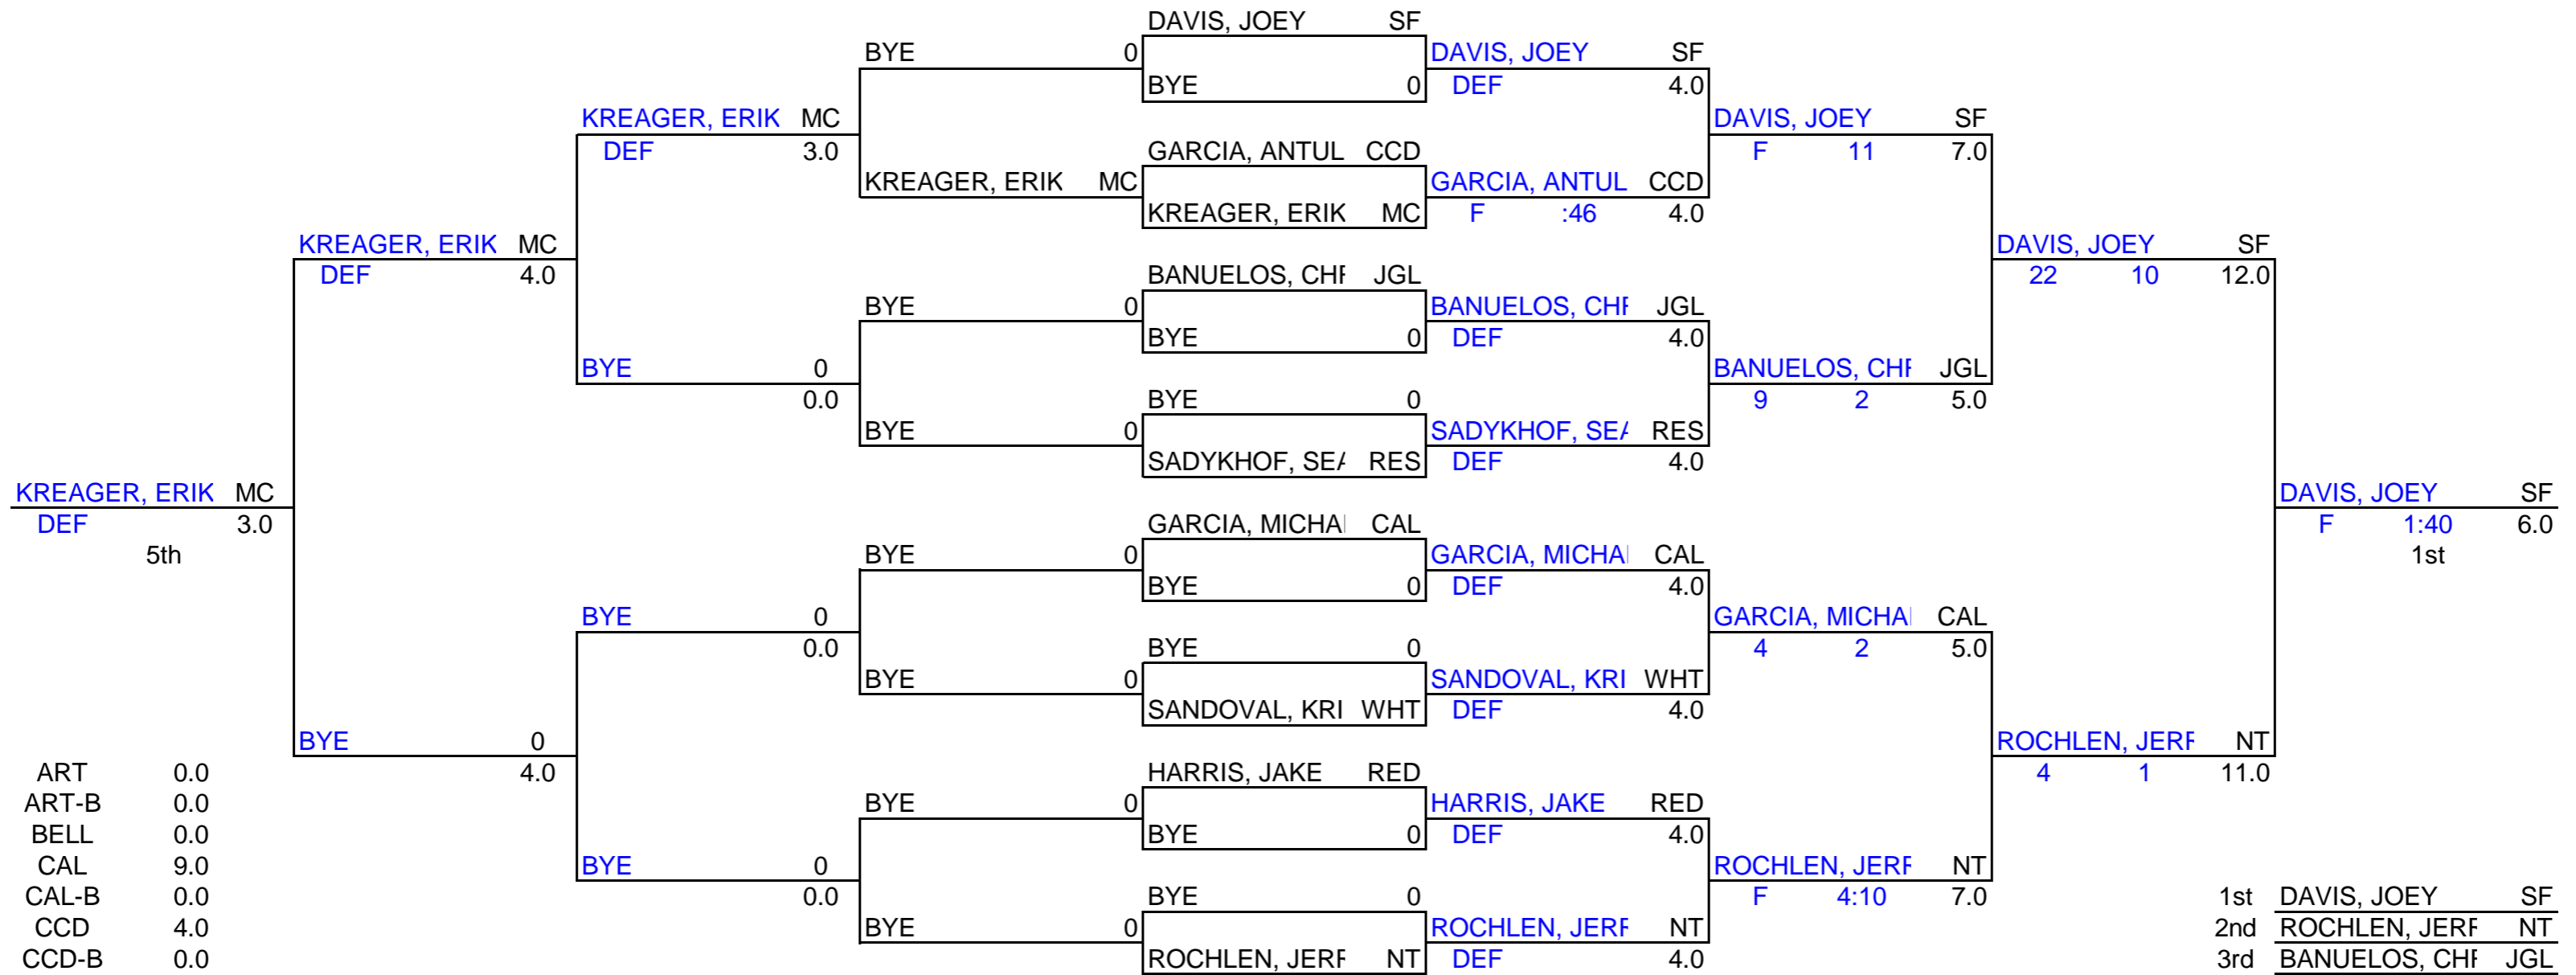 DAVIS, JOEY SF
BYE 0 DAVIS, JOEY SF
BYE 0 DEF 4.0
KREAGER, ERIK MC DAVIS, JOEY SF
DEF 3.0 GARCIA, ANTUL CCD F 11 7.0
KREAGER, ERIK MC GARCIA, ANTUL CCD
KREAGER, ERIK MC F :46 4.0
KREAGER, ERIK MC DAVIS, JOEY SF
DEF 4.0 BANUELOS, CHR JGL 22 10 12.0
BYE 0 BANUELOS, CHR JGL
BYE 0 DEF 4.0
BYE 0 BANUELOS, CHR JGL
0.0 BYE 0 9 2 5.0
BYE 0 SADYKHOF, SEA RES
SADYKHOF, SEA RES DEF 4.0
KREAGER, ERIK MC DAVIS, JOEY SF
DEF 3.0 GARCIA, MICHA CAL F 1:40 6.0
5th BYE 0 GARCIA, MICHA CAL 1st
BYE 0 DEF 4.0
BYE 0 GARCIA, MICHA CAL
0.0 BYE 0 4 2 5.0
BYE 0 SANDOVAL, KRI WHT
SANDOVAL, KRI WHT DEF 4.0
BYE 0 ROCHLEN, JERR NT
ART 0.0 4.0 HARRIS, JAKE RED 4 1 11.0
ART-B 0.0 BYE 0 HARRIS, JAKE RED
BELL 0.0 BYE 0 DEF 4.0
CAL 9.0 BYE 0 ROCHLEN, JERR NT
CAL-B 0.0 0.0 BYE 0 F 4:10 7.0 1st DAVIS, JOEY SF
CCD 4.0 BYE 0 ROCHLEN, JERR NT 2nd ROCHLEN, JERR NT
CCD-B 0.0 ROCHLEN, JERR NT DEF 4.0 3rd BANUELOS, CHR JGL